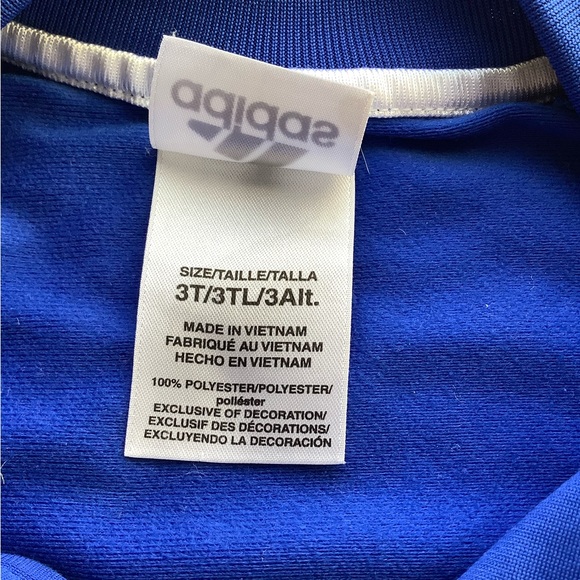 adidas
SIZE/TAILLE/TALLA
3T/3TL/3Alt.
MADE IN VIETNAM
FABRIQUÉ AU VIETNAM
HECHO EN VIETNAM
100% POLYESTER/POLYESTER/
poliéster
EXCLUSIVE OF DECORATION/
EXCLUSIF DES DÉCORATIONS/
EXCLUYENDO LA DECORACIÓN